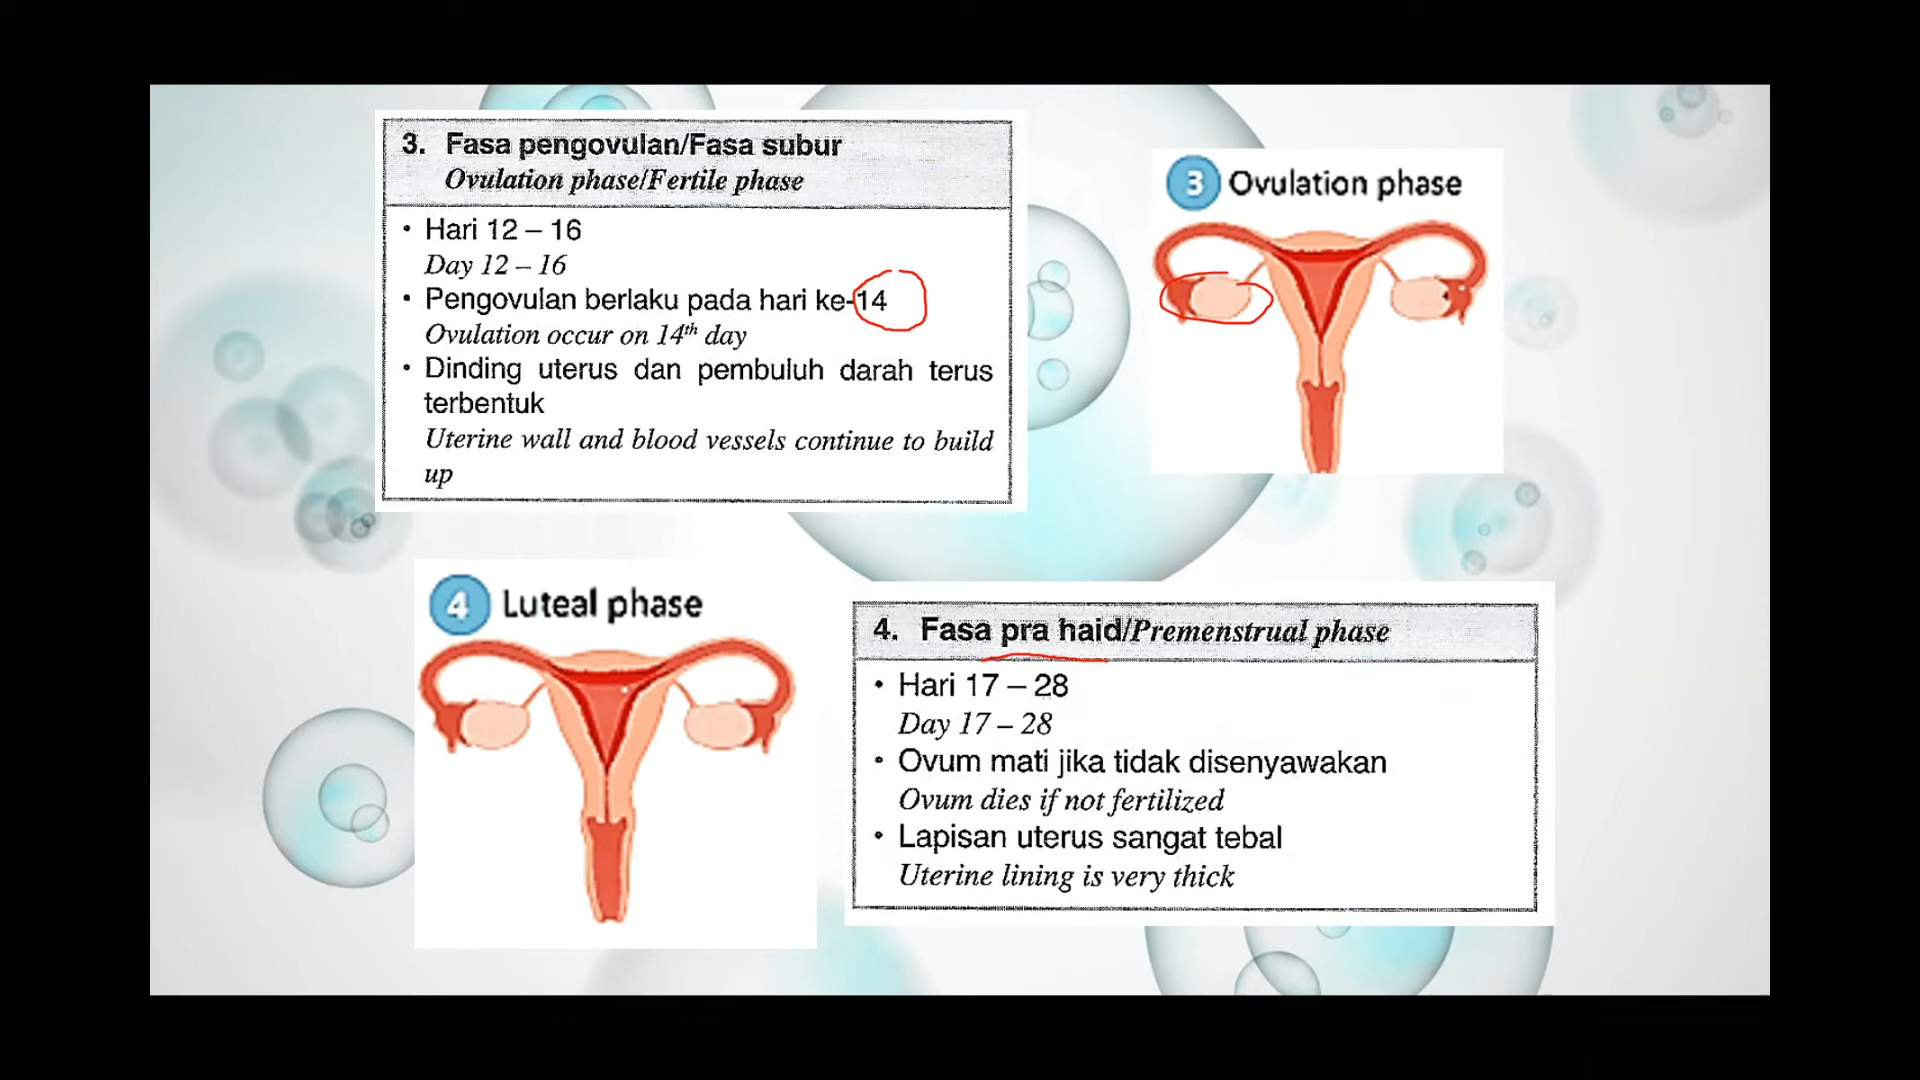 3. Fasa pengovulan/Fasa subur
Ovulation phase/Fertile phase
• Hari 12 – 16
Day 12 – 16
• Pengovulan berlaku pada hari ke-14
Ovulation occur on 14th day
• Dinding uterus dan pembuluh darah terus
terbentuk
Uterine wall and blood vessels continue to build
up
3 Ovulation phase
4 Luteal phase
4. Fasa pra haid/Premenstrual phase
• Hari 17 – 28
Day 17 – 28
• Ovum mati jika tidak disenyawakan
Ovum dies if not fertilized
• Lapisan uterus sangat tebal
Uterine lining is very thick